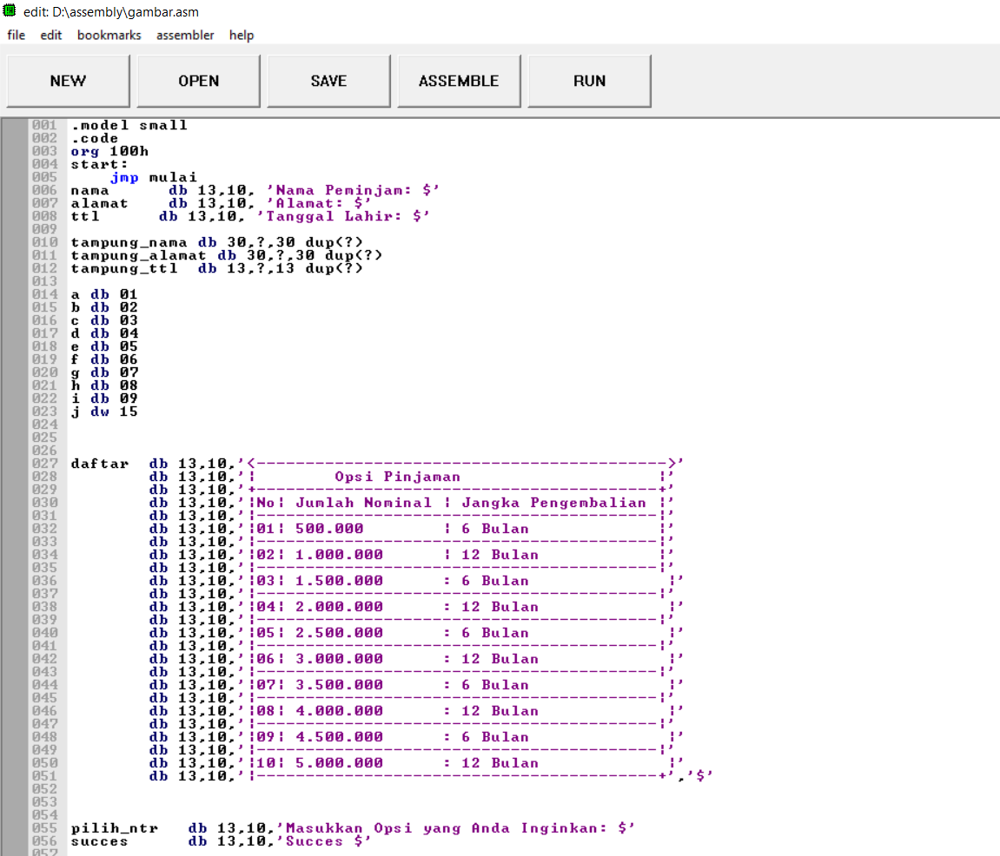 edit: D:\assembly\gambar.asm
file edit bookmarks assembler help
NEW OPEN SAVE ASSEMBLE RUN
001 .model small
002 .code
003 org 100h
004 start:
005     jmp mulai
006 nama      db 13,10, 'Nama Peminjam: $'
007 alamat    db 13,10, 'Alamat: $'
008 ttl      db 13,10, 'Tanggal Lahir: $'
009
010 tampung_nama db 30,?,30 dup(?)
011 tampung_alamat db 30,?,30 dup(?)
012 tampung_ttl  db 13,?,13 dup(?)
013
014 a db 01
015 b db 02
016 c db 03
017 d db 04
018 e db 05
019 f db 06
020 g db 07
021 h db 08
022 i db 09
023 j dw 15
024
025
026
027 daftar  db 13,10,'<------------------------------------------>'
028         db 13,10,'|        Opsi Pinjaman                    |'
029         db 13,10,'+-----------------------------------------+'
030         db 13,10,'|No| Jumlah Nominal | Jangka Pengembalian |'
031         db 13,10,'|-----------------------------------------|'
032         db 13,10,'|01| 500.000        | 6 Bulan             |'
033         db 13,10,'|-----------------------------------------|'
034         db 13,10,'|02| 1.000.000      | 12 Bulan            |'
035         db 13,10,'|-----------------------------------------|'
036         db 13,10,'|03| 1.500.000      : 6 Bulan              |'
037         db 13,10,'|-----------------------------------------|'
038         db 13,10,'|04| 2.000.000      : 12 Bulan             |'
039         db 13,10,'|-----------------------------------------|'
040         db 13,10,'|05| 2.500.000      : 6 Bulan              |'
041         db 13,10,'|-----------------------------------------|'
042         db 13,10,'|06| 3.000.000      : 12 Bulan             |'
043         db 13,10,'|-----------------------------------------|'
044         db 13,10,'|07| 3.500.000      : 6 Bulan              |'
045         db 13,10,'|-----------------------------------------|'
046         db 13,10,'|08| 4.000.000      : 12 Bulan             |'
047         db 13,10,'|-----------------------------------------|'
048         db 13,10,'|09| 4.500.000      : 6 Bulan              |'
049         db 13,10,'|-----------------------------------------|'
050         db 13,10,'|10| 5.000.000      : 12 Bulan             |'
051         db 13,10,'|-----------------------------------------+','$'
052
053
054
055 pilih_ntr   db 13,10,'Masukkan Opsi yang Anda Inginkan: $'
056 succes      db 13,10,'Succes $'
057